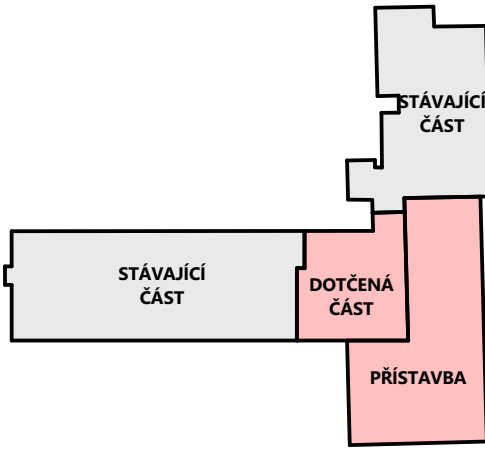 STÁVAJÍCÍ
ČÁST
STÁVAJÍCÍ
ČÁST
DOTČENÁ
ČÁST
PŘÍSTAVBA